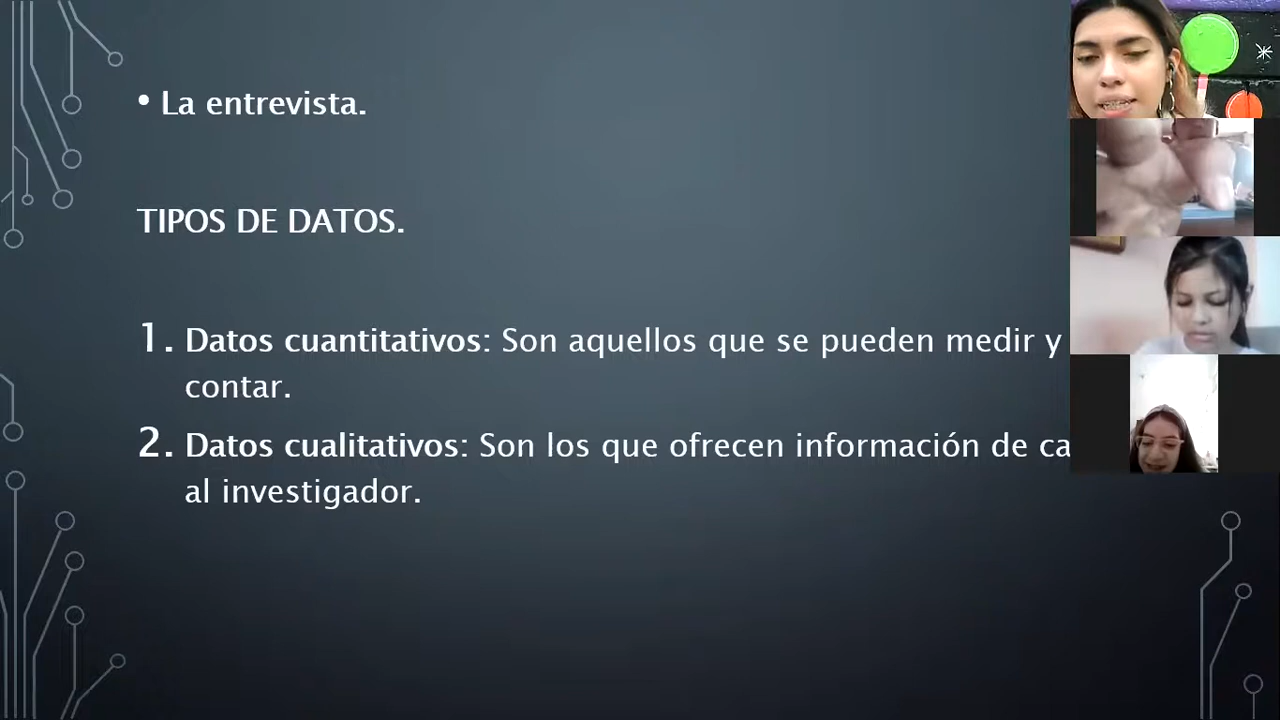 • La entrevista.
TIPOS DE DATOS.
1. Datos cuantitativos: Son aquellos que se pueden medir y
contar.
2. Datos cualitativos: Son los que ofrecen información de
al investigador.